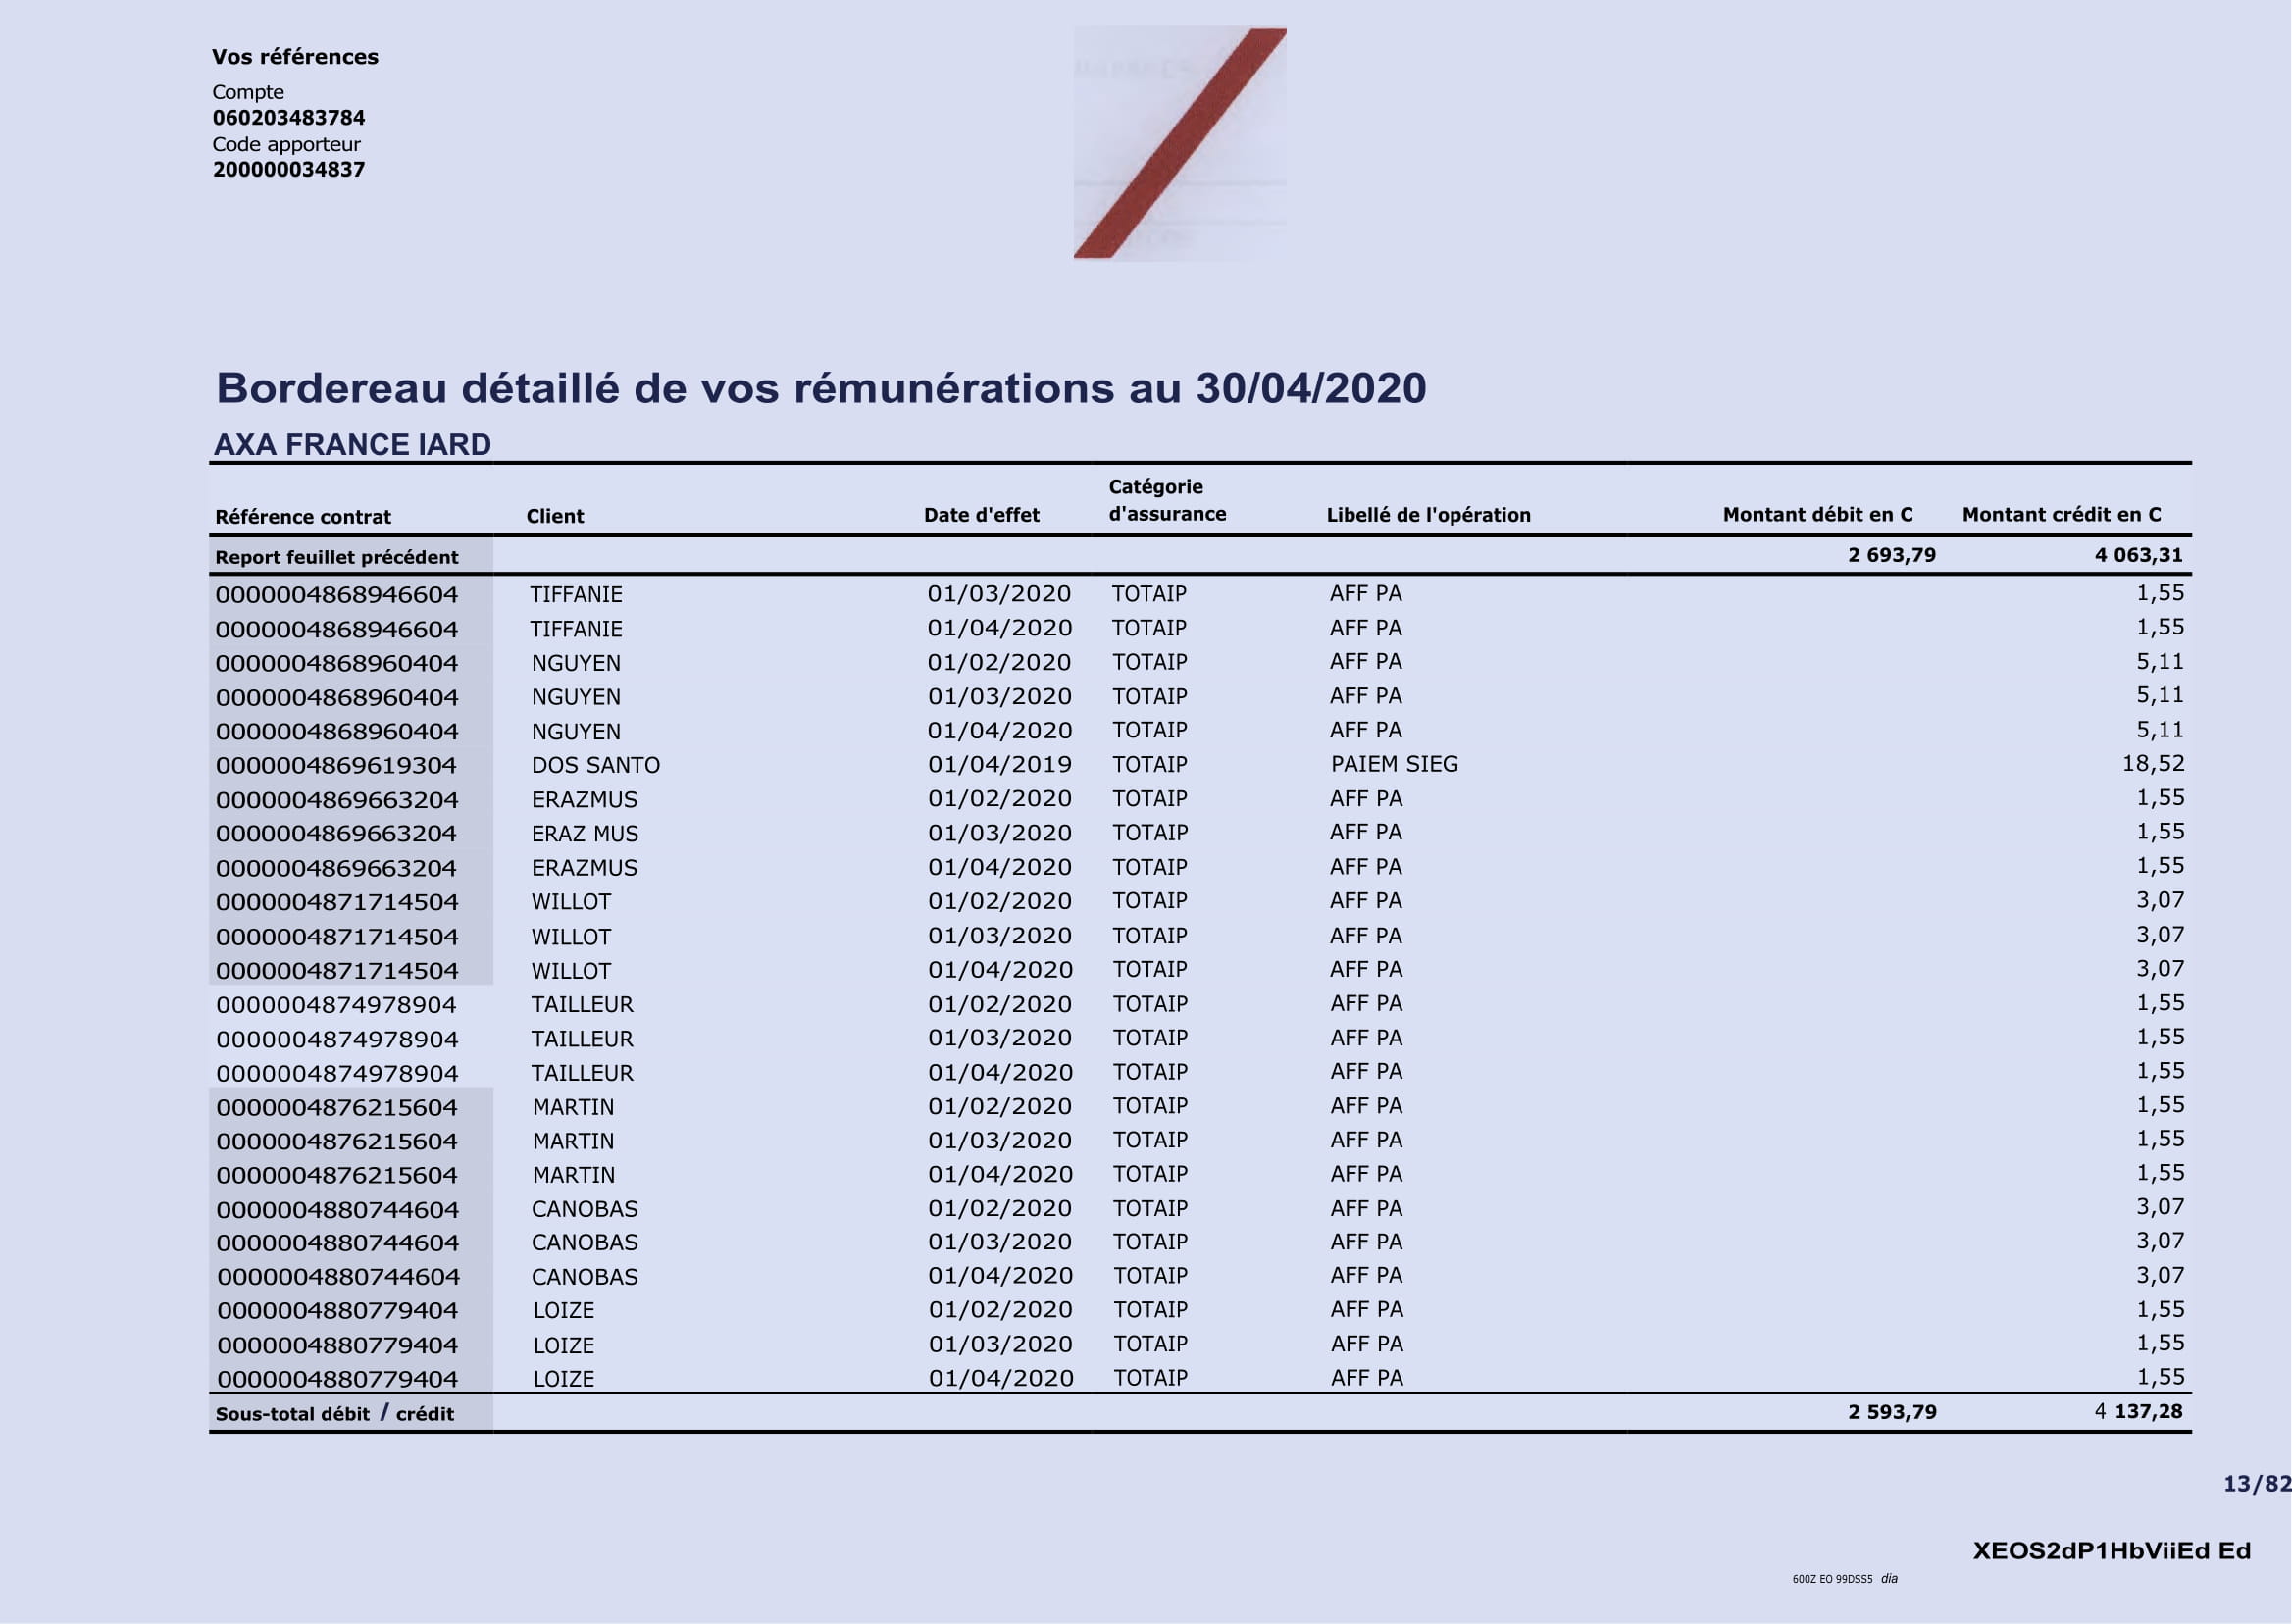 Vos références
Compte
060203483784
Code apporteur
200000034837
Bordereau détaillé de vos rémunérations au 30/04/2020
AXA FRANCE IARD
Référence contrat Client Date d'effet Catégorie d'assurance Libellé de l'opération Montant débit en C Montant crédit en C
Report feuillet précédent 2 693,79 4 063,31
0000004868946604 TIFFANIE 01/03/2020 TOTAIP AFF PA 1,55
0000004868946604 TIFFANIE 01/04/2020 TOTAIP AFF PA 1,55
0000004868960404 NGUYEN 01/02/2020 TOTAIP AFF PA 5,11
0000004868960404 NGUYEN 01/03/2020 TOTAIP AFF PA 5,11
0000004868960404 NGUYEN 01/04/2020 TOTAIP AFF PA 5,11
0000004869619304 DOS SANTO 01/04/2019 TOTAIP PAIEM SIEG 18,52
0000004869663204 ERAZMUS 01/02/2020 TOTAIP AFF PA 1,55
0000004869663204 ERAZ MUS 01/03/2020 TOTAIP AFF PA 1,55
0000004869663204 ERAZMUS 01/04/2020 TOTAIP AFF PA 1,55
0000004871714504 WILLOT 01/02/2020 TOTAIP AFF PA 3,07
0000004871714504 WILLOT 01/03/2020 TOTAIP AFF PA 3,07
0000004871714504 WILLOT 01/04/2020 TOTAIP AFF PA 3,07
0000004874978904 TAILLEUR 01/02/2020 TOTAIP AFF PA 1,55
0000004874978904 TAILLEUR 01/03/2020 TOTAIP AFF PA 1,55
0000004874978904 TAILLEUR 01/04/2020 TOTAIP AFF PA 1,55
0000004876215604 MARTIN 01/02/2020 TOTAIP AFF PA 1,55
0000004876215604 MARTIN 01/03/2020 TOTAIP AFF PA 1,55
0000004876215604 MARTIN 01/04/2020 TOTAIP AFF PA 1,55
0000004880744604 CANOBAS 01/02/2020 TOTAIP AFF PA 3,07
0000004880744604 CANOBAS 01/03/2020 TOTAIP AFF PA 3,07
0000004880744604 CANOBAS 01/04/2020 TOTAIP AFF PA 3,07
0000004880779404 LOIZE 01/02/2020 TOTAIP AFF PA 1,55
0000004880779404 LOIZE 01/03/2020 TOTAIP AFF PA 1,55
0000004880779404 LOIZE 01/04/2020 TOTAIP AFF PA 1,55
Sous-total débit / crédit 2 593,79 4 137,28
13/82
XEOS2dP1HbViiEd Ed
600Z EO 99DSS5 dia